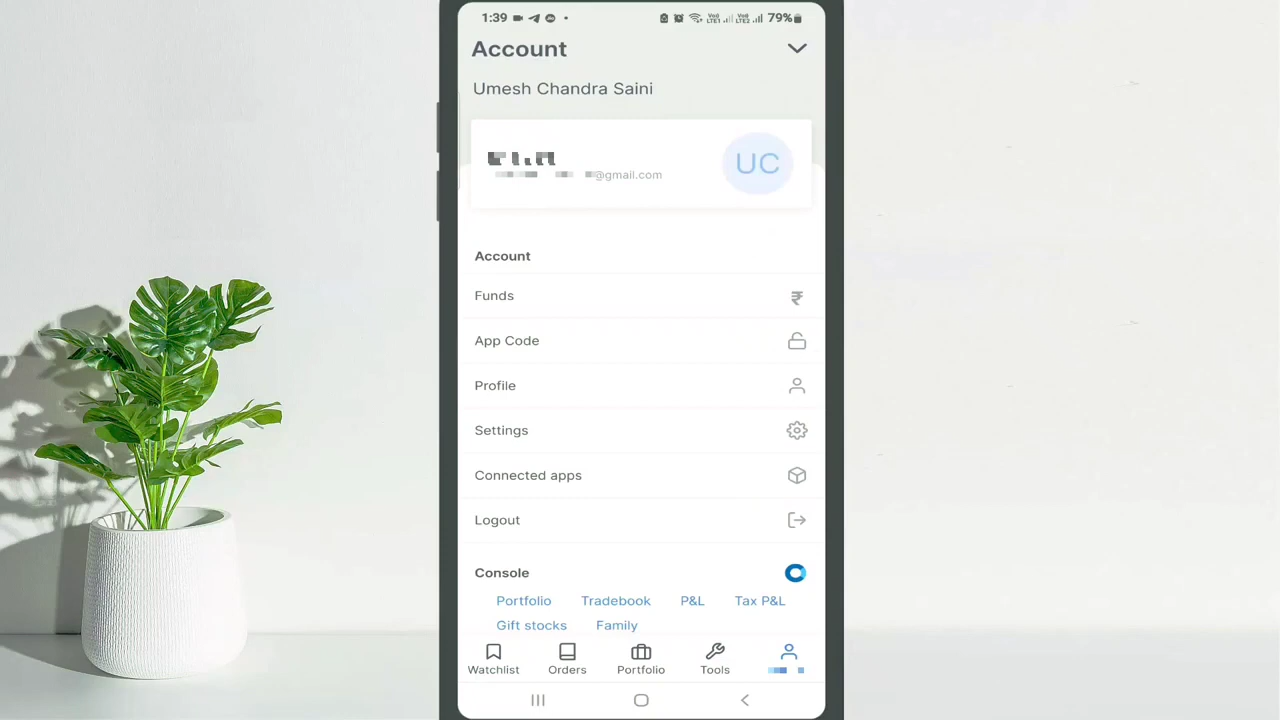 1:39 79%
Account
Umesh Chandra Saini
@gmail.com
UC
Account
Funds ₹
App Code
Profile
Settings
Connected apps
Logout
Console
Portfolio Tradebook P&L Tax P&L
Gift stocks Family
Watchlist Orders Portfolio Tools